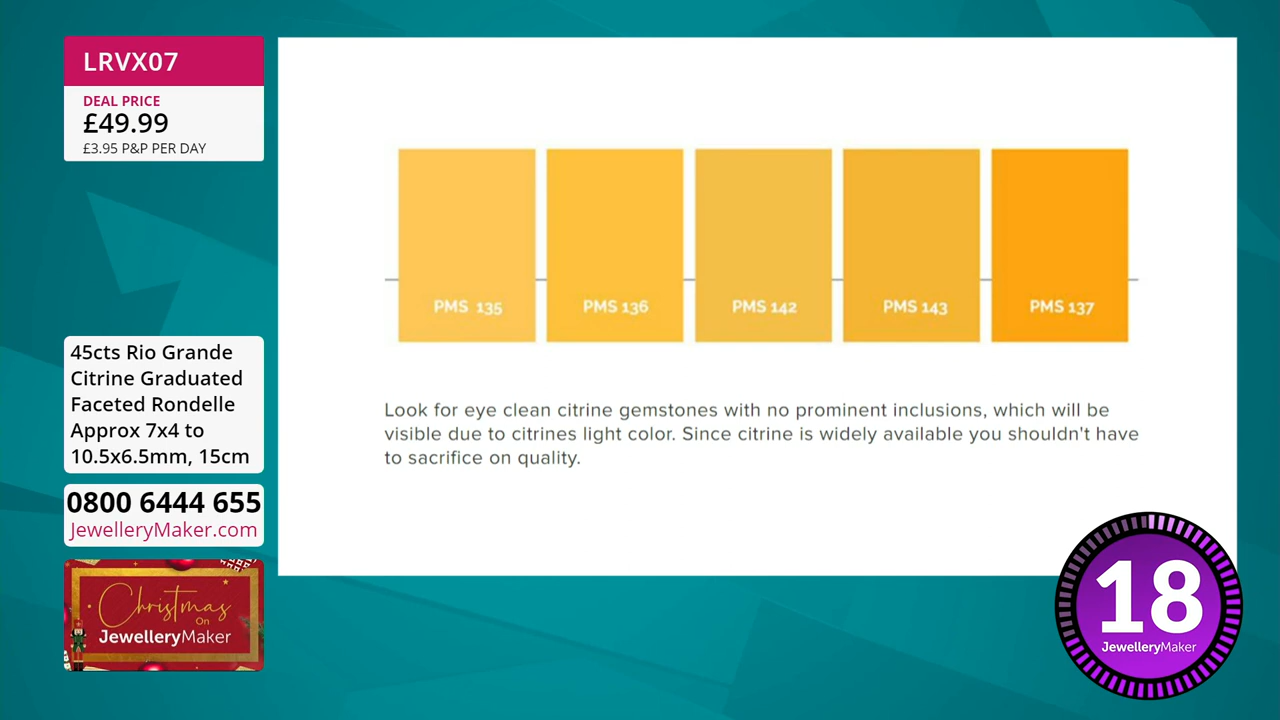 LRVX07
DEAL PRICE
£49.99
£3.95 P&P PER DAY
PMS 135
PMS 136
PMS 142
PMS 143
PMS 137
Look for eye clean citrine gemstones with no prominent inclusions, which will be
visible due to citrines light color. Since citrine is widely available you shouldn't have
to sacrifice on quality.
45cts Rio Grande
Citrine Graduated
Faceted Rondelle
Approx 7x4 to
10.5x6.5mm, 15cm
0800 6444 655
JewelleryMaker.com
Christmas
On
JewelleryMaker
18
JewelleryMaker